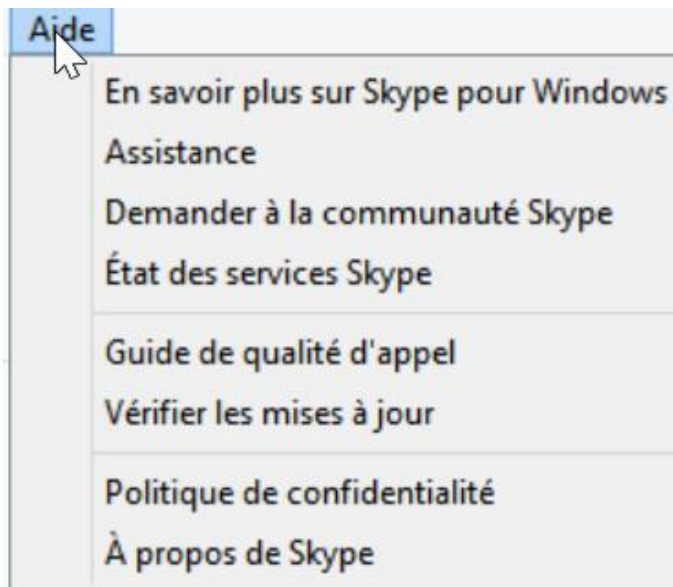 Aide
En savoir plus sur Skype pour Windows
Assistance
Demander à la communauté Skype
État des services Skype
Guide de qualité d'appel
Vérifier les mises à jour
Politique de confidentialité
À propos de Skype